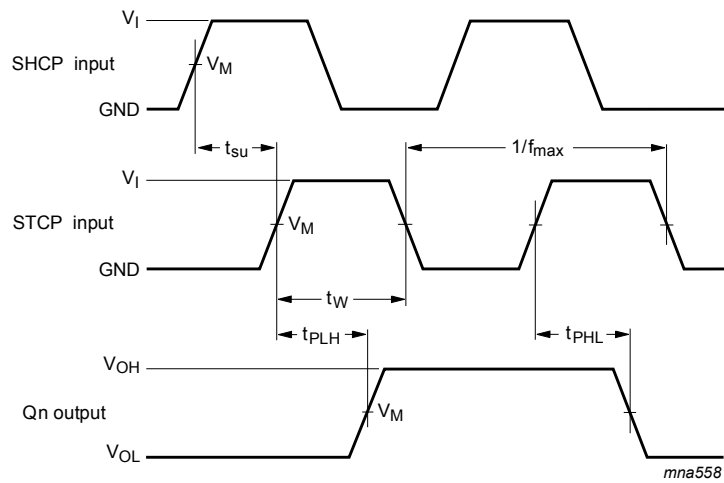 V_I
SHCP input
V_M
GND
t_su
1/f_max
V_I
STCP input
V_M
GND
t_W
t_PLH
t_PHL
V_OH
Qn output
V_M
V_OL
mna558